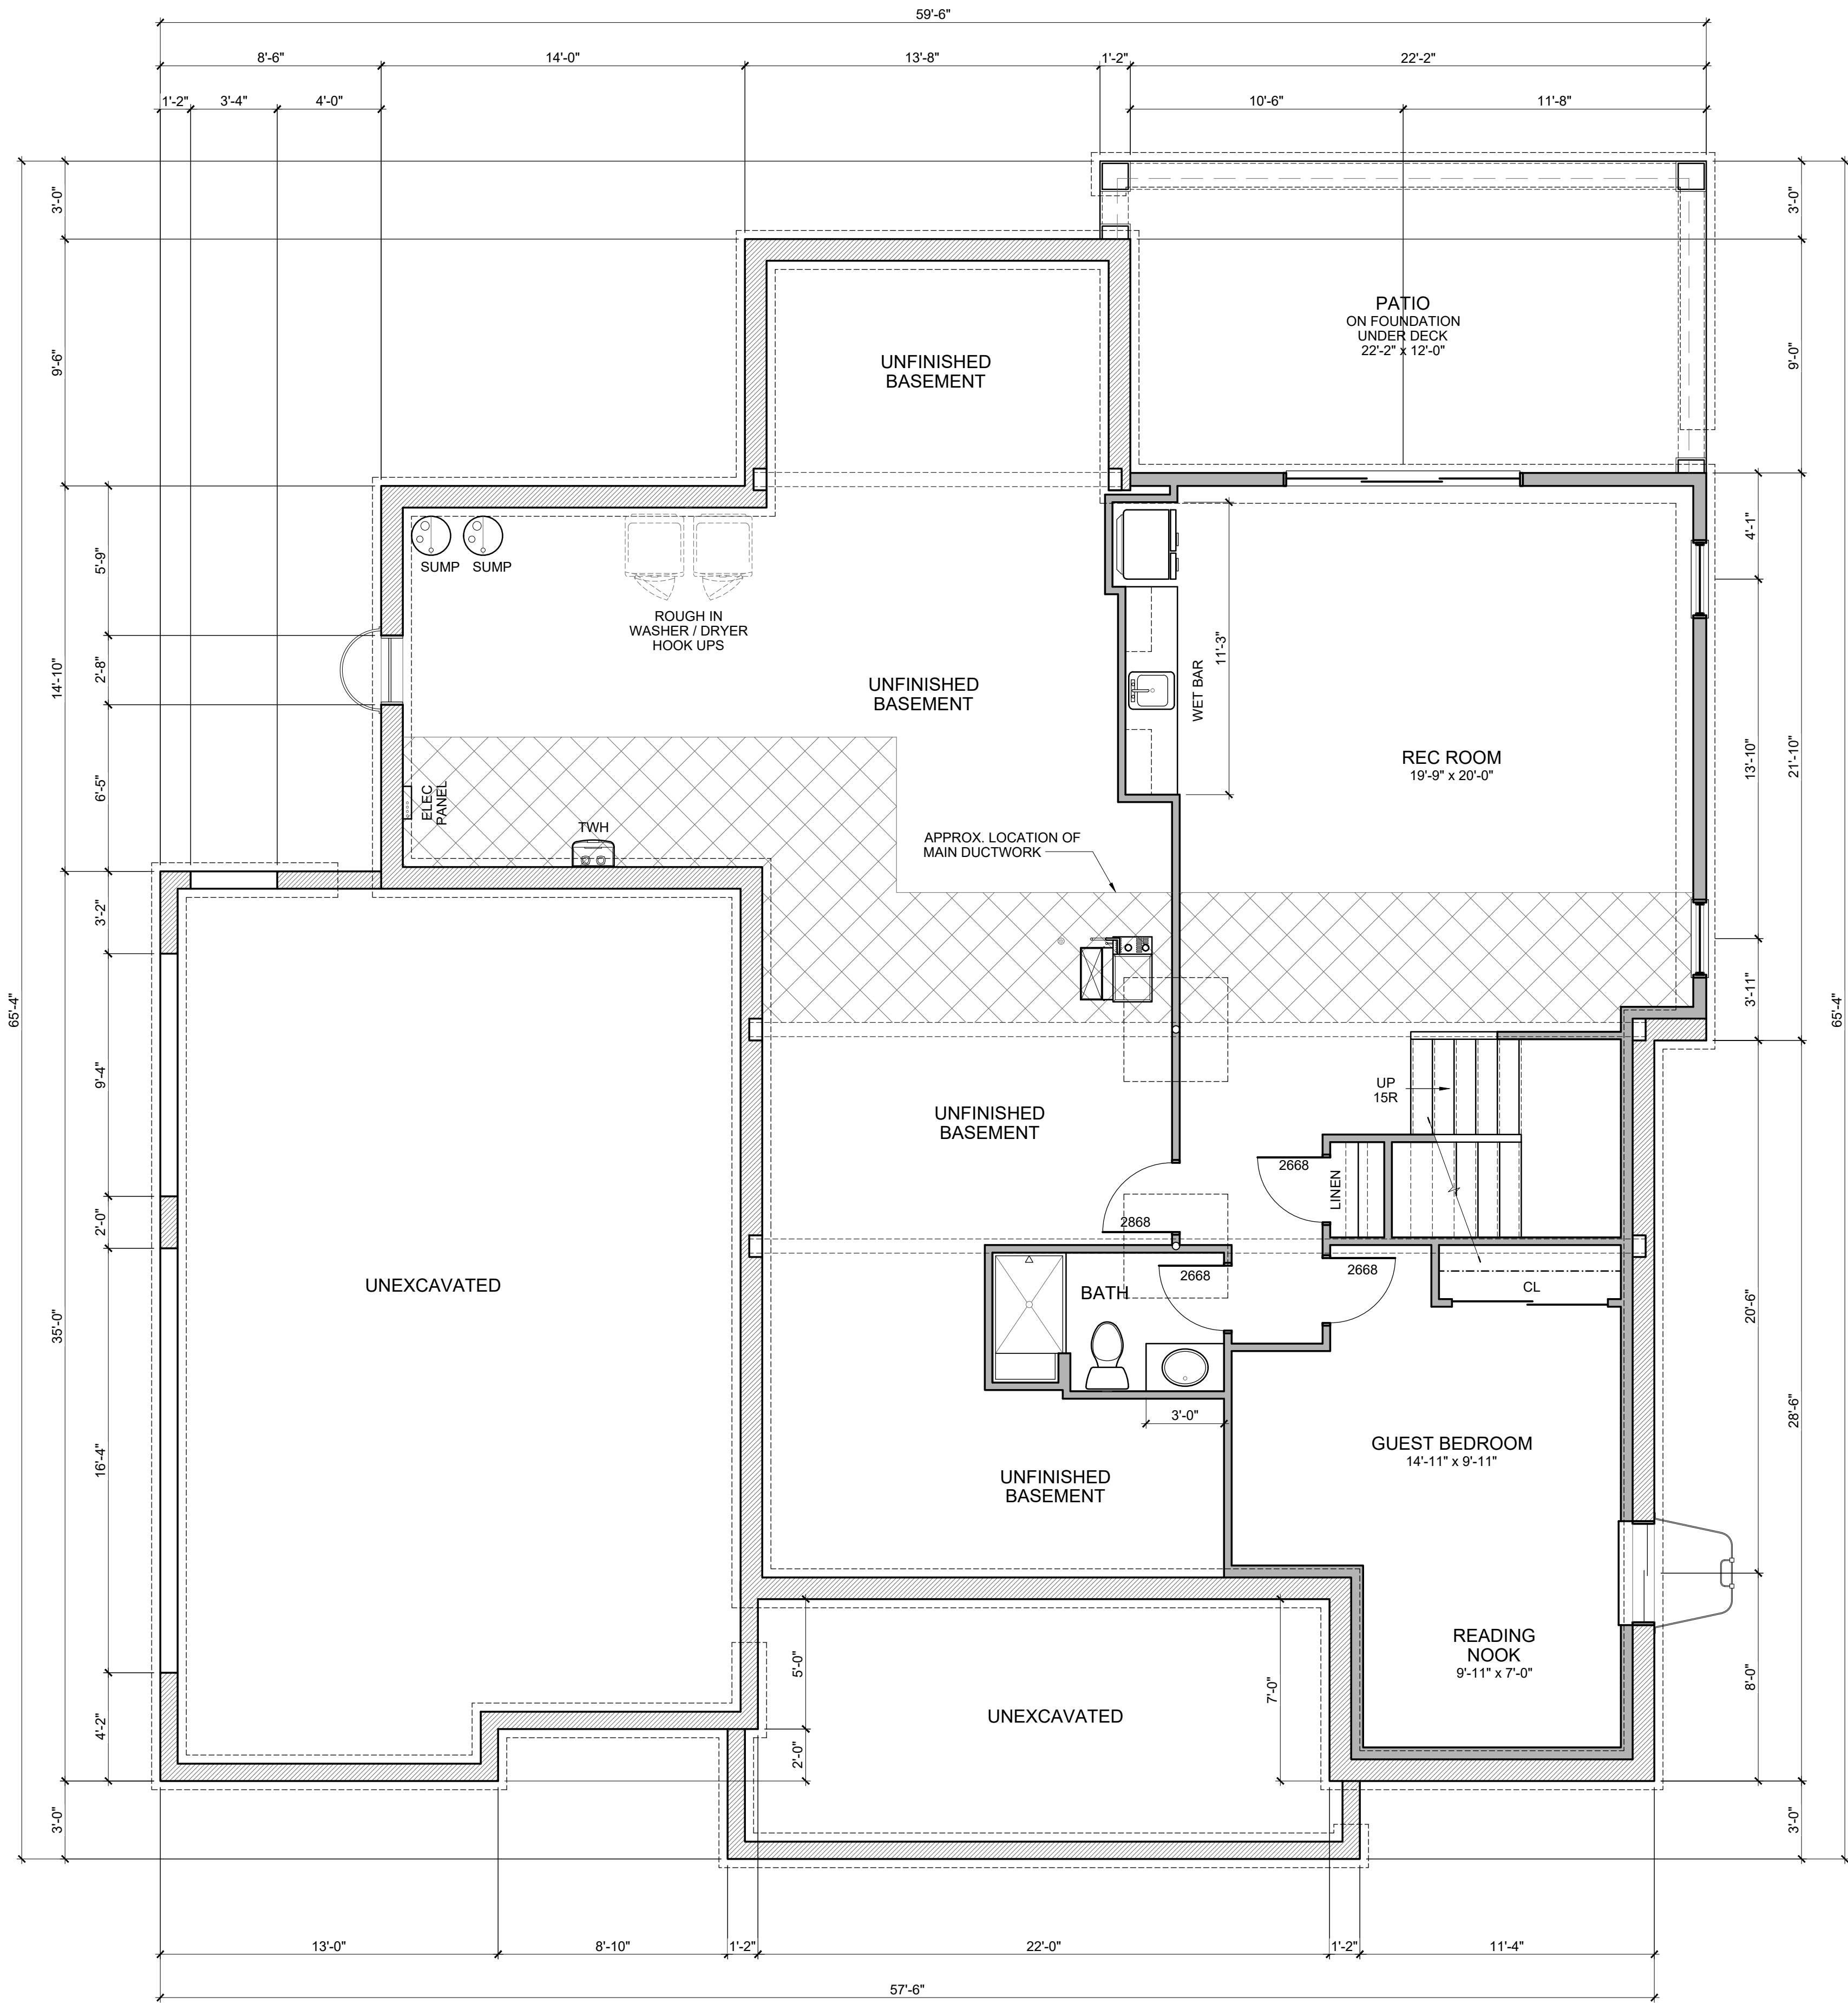 59'-6"
8'-6"
14'-0"
13'-8"
1'-2"
22'-2"
1'-2"
3'-4"
4'-0"
10'-6"
11'-8"
3'-0"
3'-0"
9'-6"
9'-0"
PATIO
ON FOUNDATION
UNDER DECK
22'-2" x 12'-0"
UNFINISHED
BASEMENT
4'-1"
5'-9"
SUMP
SUMP
ROUGH IN
WASHER / DRYER
HOOK UPS
11'-3"
14'-10"
2'-8"
UNFINISHED
BASEMENT
WET BAR
13'-10"
21'-10"
REC ROOM
19'-9" x 20'-0"
6'-5"
ELEC
PANEL
TWH
APPROX. LOCATION OF
MAIN DUCTWORK
3'-2"
3'-11"
65'-4"
65'-4"
9'-4"
UP
15R
UNFINISHED
BASEMENT
2668
LINEN
2'-0"
2868
2668
2668
BATH
CL
UNEXCAVATED
35'-0"
20'-6"
28'-6"
3'-0"
GUEST BEDROOM
14'-11" x 9'-11"
16'-4"
UNFINISHED
BASEMENT
READING
NOOK
9'-11" x 7'-0"
5'-0"
7'-0"
8'-0"
UNEXCAVATED
4'-2"
2'-0"
3'-0"
3'-0"
13'-0"
8'-10"
1'-2"
22'-0"
1'-2"
11'-4"
57'-6"